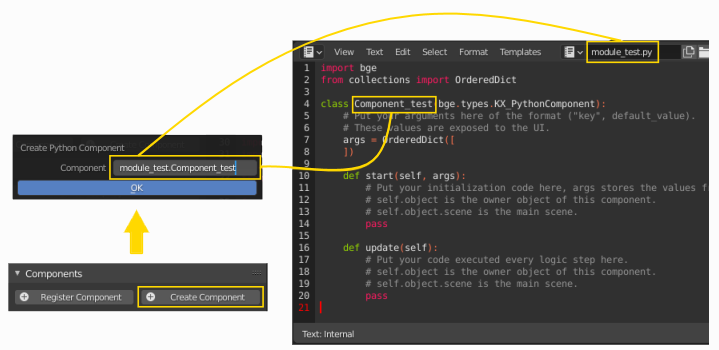 Create Python Component
Component module_test.Component_test
OK
Components
Register Component Create Component
View Text Edit Select Format Templates module_test.py
1 import bge
2 from collections import OrderedDict
3
4 class Component_test(bge.types.KX_PythonComponent):
5 # Put your arguments here of the format ("key", default_value).
6 # These values are exposed to the UI.
7 args = OrderedDict([
8 ])
9
10 def start(self, args):
11 # Put your initialization code here, args stores the values f
12 # self.object is the owner object of this component.
13 # self.object.scene is the main scene.
14 pass
15
16 def update(self):
17 # Put your code executed every logic step here.
18 # self.object is the owner object of this component.
19 # self.object.scene is the main scene.
20 pass
21
Text: Internal